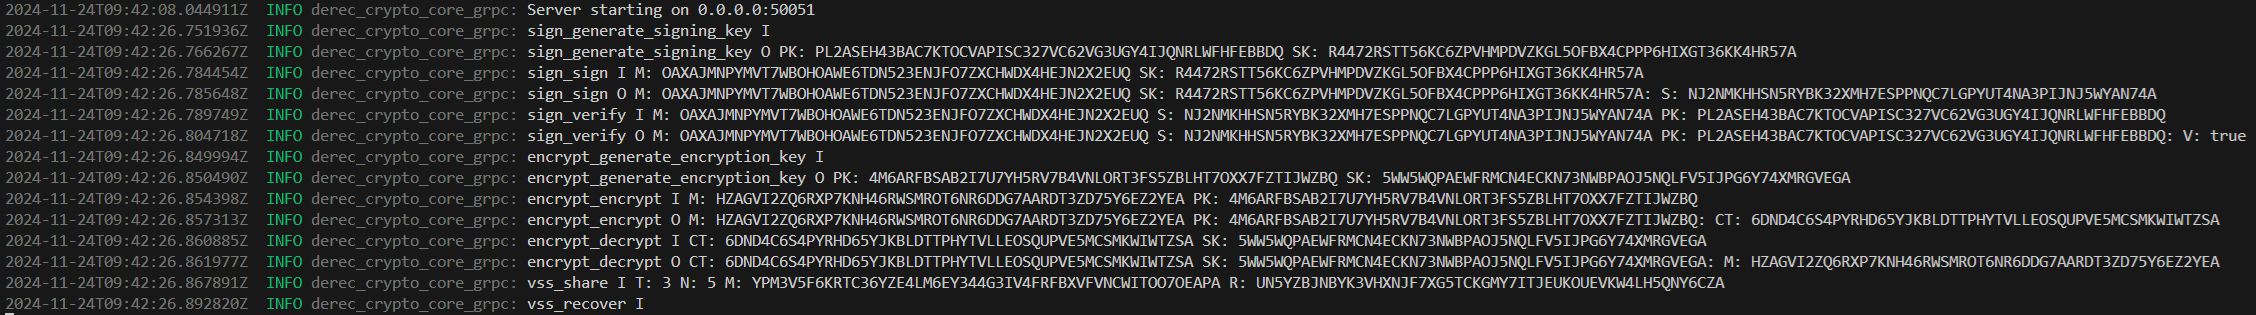 2024-11-24T09:42:08.044911Z  INFO derec_crypto_core_grpc: Server starting on 0.0.0.0:50051
2024-11-24T09:42:26.751936Z  INFO derec_crypto_core_grpc: sign_generate_signing_key I
2024-11-24T09:42:26.766267Z  INFO derec_crypto_core_grpc: sign_generate_signing_key O PK: PL2ASEH43BAC7KTOCVAPISC327VC62VG3UGY4IJQNRLWFHFEBBDQ SK: R4472RSTT56KC6ZPVHMPDVZKGL5OFBX4CPPP6HIXGT36KK4HR57A
2024-11-24T09:42:26.784454Z  INFO derec_crypto_core_grpc: sign_sign I M: OAXAJMNPYMVT7WBOHOAWE6TDN523ENJFO7ZXCHWDX4HEJN2X2EUQ SK: R4472RSTT56KC6ZPVHMPDVZKGL5OFBX4CPPP6HIXGT36KK4HR57A
2024-11-24T09:42:26.785648Z  INFO derec_crypto_core_grpc: sign_sign O M: OAXAJMNPYMVT7WBOHOAWE6TDN523ENJFO7ZXCHWDX4HEJN2X2EUQ SK: R4472RSTT56KC6ZPVHMPDVZKGL5OFBX4CPPP6HIXGT36KK4HR57A: S: NJ2NMKHHSN5RYBK32XMH7ESPPNQC7LGPYUT4NA3PIJNJ5WYAN74A
2024-11-24T09:42:26.789749Z  INFO derec_crypto_core_grpc: sign_verify I M: OAXAJMNPYMVT7WBOHOAWE6TDN523ENJFO7ZXCHWDX4HEJN2X2EUQ S: NJ2NMKHHSN5RYBK32XMH7ESPPNQC7LGPYUT4NA3PIJNJ5WYAN74A PK: PL2ASEH43BAC7KTOCVAPISC327VC62VG3UGY4IJQNRLWFHFEBBDQ
2024-11-24T09:42:26.804718Z  INFO derec_crypto_core_grpc: sign_verify O M: OAXAJMNPYMVT7WBOHOAWE6TDN523ENJFO7ZXCHWDX4HEJN2X2EUQ S: NJ2NMKHHSN5RYBK32XMH7ESPPNQC7LGPYUT4NA3PIJNJ5WYAN74A PK: PL2ASEH43BAC7KTOCVAPISC327VC62VG3UGY4IJQNRLWFHFEBBDQ: V: true
2024-11-24T09:42:26.849994Z  INFO derec_crypto_core_grpc: encrypt_generate_encryption_key I
2024-11-24T09:42:26.850490Z  INFO derec_crypto_core_grpc: encrypt_generate_encryption_key O PK: 4M6ARFBSAB2I7U7YH5RV7B4VNLORT3FS5ZBLHT7OXX7FZTIJWZBQ SK: 5WW5WQPAEWFRMCN4ECKN73NWBPAOJ5NQLFV5IJPG6Y74XMRGVEGA
2024-11-24T09:42:26.854398Z  INFO derec_crypto_core_grpc: encrypt_encrypt I M: HZAGVI2ZQ6RXP7KNH46RWSMROT6NR6DDG7AARDT3ZD75Y6EZ2YEA PK: 4M6ARFBSAB2I7U7YH5RV7B4VNLORT3FS5ZBLHT7OXX7FZTIJWZBQ
2024-11-24T09:42:26.857313Z  INFO derec_crypto_core_grpc: encrypt_encrypt O M: HZAGVI2ZQ6RXP7KNH46RWSMROT6NR6DDG7AARDT3ZD75Y6EZ2YEA PK: 4M6ARFBSAB2I7U7YH5RV7B4VNLORT3FS5ZBLHT7OXX7FZTIJWZBQ: CT: 6DND4C6S4PYRHD65YJKBLDTTPHYTVLLEOSQUPVE5MCSMKWIWTZSA
2024-11-24T09:42:26.860885Z  INFO derec_crypto_core_grpc: encrypt_decrypt I CT: 6DND4C6S4PYRHD65YJKBLDTTPHYTVLLEOSQUPVE5MCSMKWIWTZSA SK: 5WW5WQPAEWFRMCN4ECKN73NWBPAOJ5NQLFV5IJPG6Y74XMRGVEGA
2024-11-24T09:42:26.861977Z  INFO derec_crypto_core_grpc: encrypt_decrypt O CT: 6DND4C6S4PYRHD65YJKBLDTTPHYTVLLEOSQUPVE5MCSMKWIWTZSA SK: 5WW5WQPAEWFRMCN4ECKN73NWBPAOJ5NQLFV5IJPG6Y74XMRGVEGA: M: HZAGVI2ZQ6RXP7KNH46RWSMROT6NR6DDG7AARDT3ZD75Y6EZ2YEA
2024-11-24T09:42:26.867891Z  INFO derec_crypto_core_grpc: vss_share I T: 3 N: 5 M: YPM3V5F6KRTC36YZE4LM6EY344G3IV4FRFBXVFVNCWITOO7OEAPA R: UN5YZBJNBYK3VHXNJF7XG5TCKGMY7ITJEUKOUEVKW4LH5QNY6CZA
2024-11-24T09:42:26.892820Z  INFO derec_crypto_core_grpc: vss_recover I